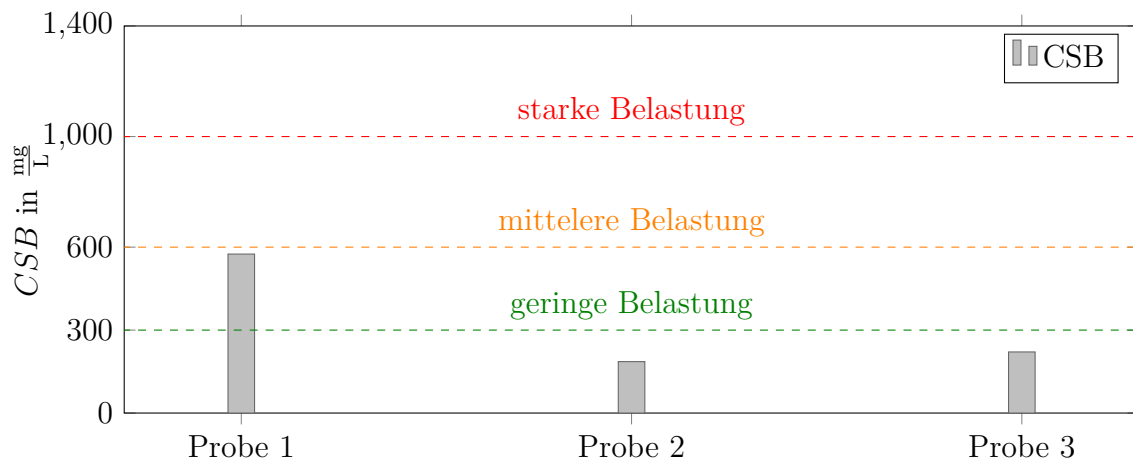 1,400
CSB
starke Belastung
1,000
CSB in mg/L
mittelere Belastung
600
geringe Belastung
300
0
Probe 1
Probe 2
Probe 3